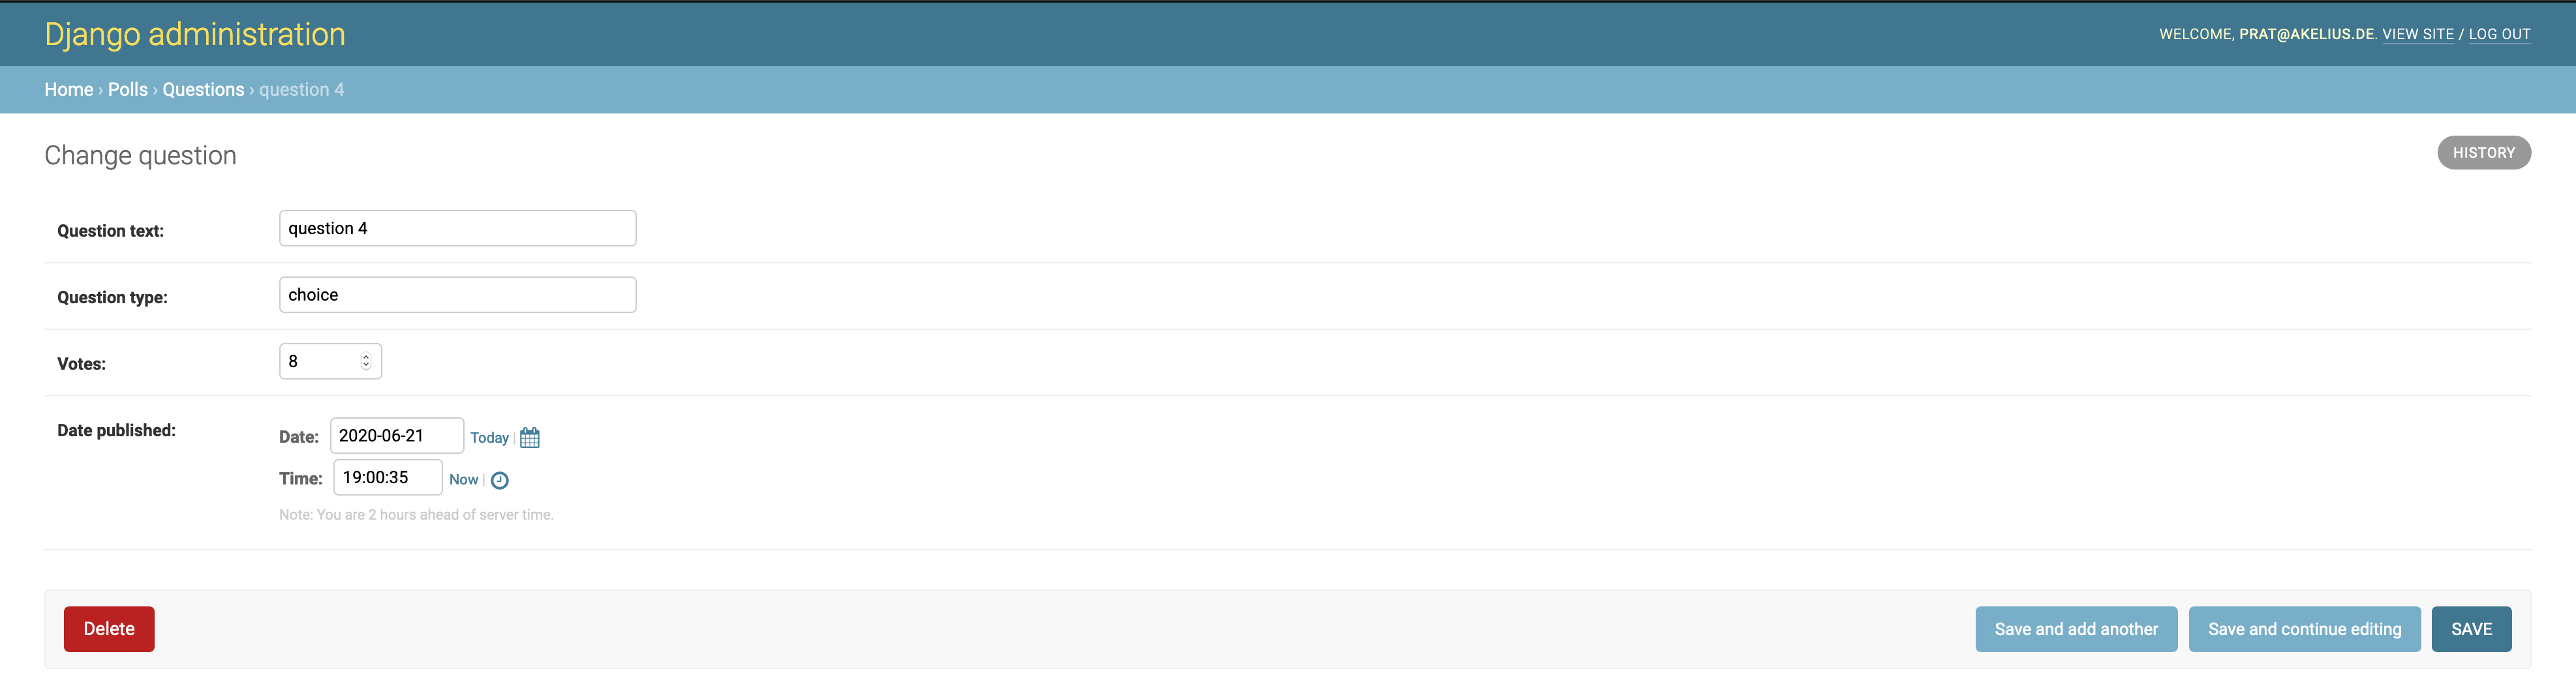 Django administration
WELCOME, PRAT@AKELIUS.DE. VIEW SITE / LOG OUT
Home › Polls › Questions › question 4
Change question
HISTORY
Question text: question 4
Question type: choice
Votes: 8
Date published: Date: 2020-06-21 Today |
Time: 19:00:35 Now |
Note: You are 2 hours ahead of server time.
Delete Save and add another Save and continue editing SAVE